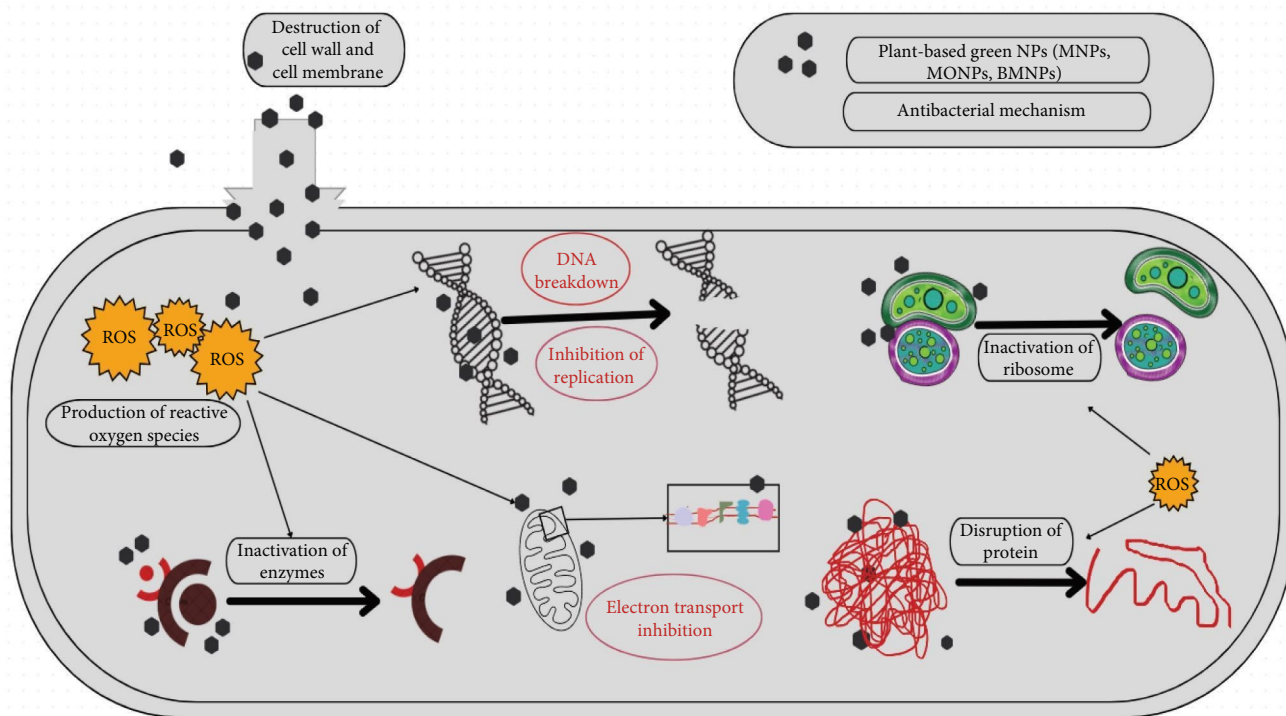 Destruction of
cell wall and
cell membrane
Plant-based green NPs (MNPs,
MONPs, BMNPs)
Antibacterial mechanism
ROS
ROS
ROS
Production of reactive
oxygen species
DNA
breakdown
Inhibition of
replication
Inactivation of
ribosome
ROS
Inactivation of
enzymes
Electron transport
inhibition
Disruption of
protein